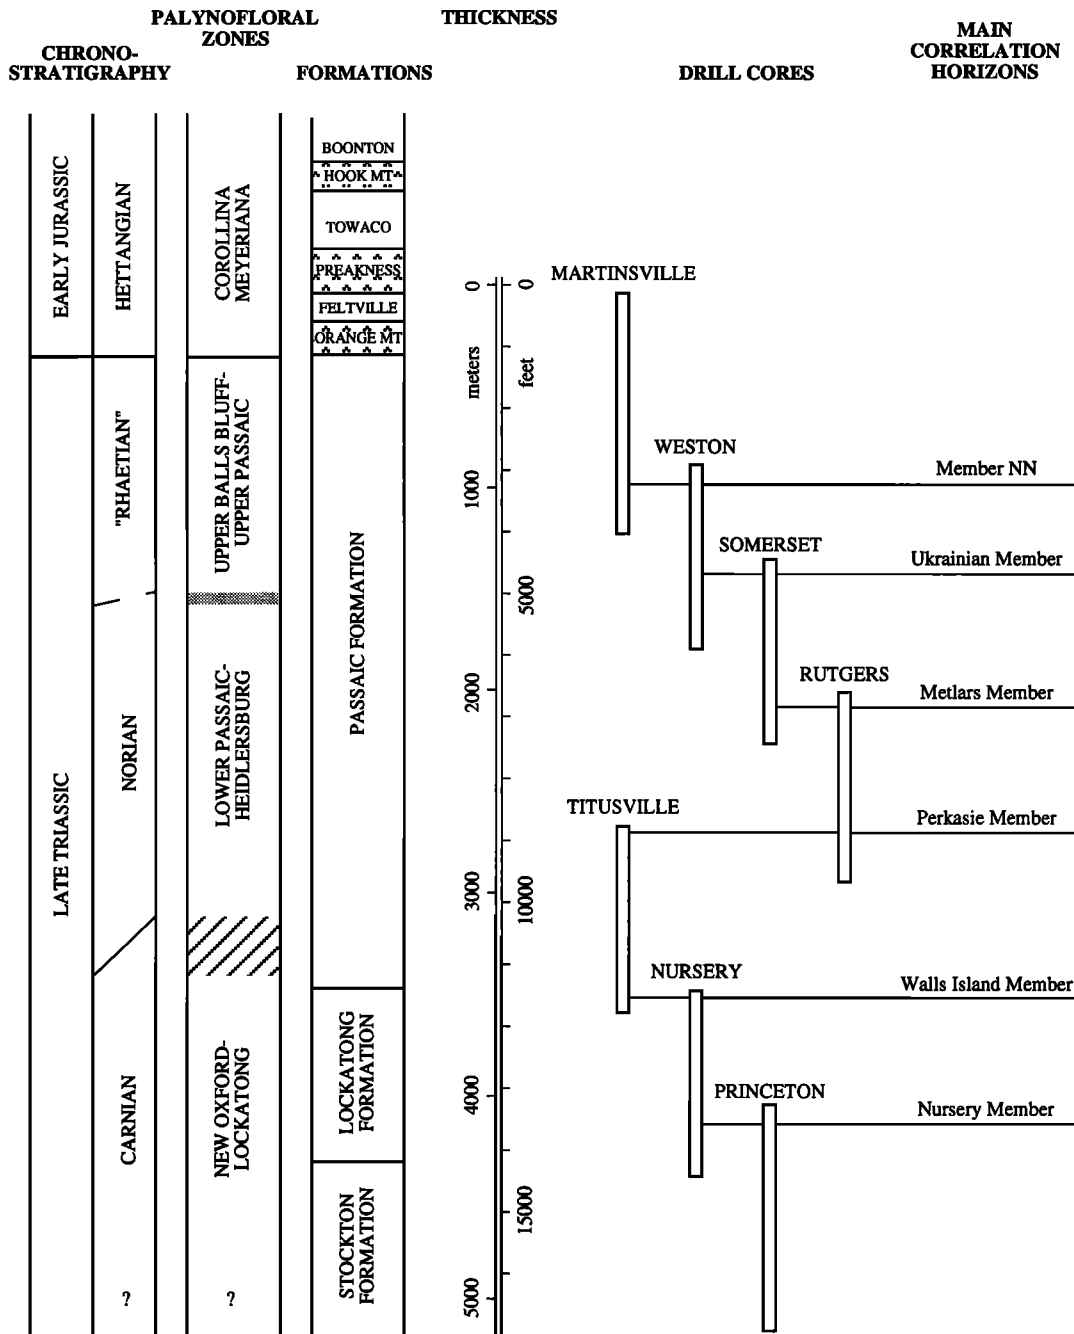 PALYNOFLORAL
ZONES
THICKNESS
CHRONO-
STRATIGRAPHY
FORMATIONS
DRILL CORES
MAIN
CORRELATION
HORIZONS
EARLY JURASSIC
HETTANGIAN
COROLLINA
MEYERIANA
BOONTON
HOOK MT
TOWACO
PREAKNESS
FELTVILLE
ORANGE MT
LATE TRIASSIC
"RHAETIAN"
NORIAN
CARNIAN
?
UPPER BALLS BLUFF-
UPPER PASSAIC
LOWER PASSAIC-
HEIDLERSBURG
NEW OXFORD-
LOCKATONG
?
PASSAIC FORMATION
LOCKATONG
FORMATION
STOCKTON
FORMATION
0
meters
1000
2000
3000
4000
5000
0
feet
5000
10000
15000
MARTINSVILLE
WESTON
SOMERSET
RUTGERS
TITUSVILLE
NURSERY
PRINCETON
Member NN
Ukrainian Member
Metlars Member
Perkasie Member
Walls Island Member
Nursery Member